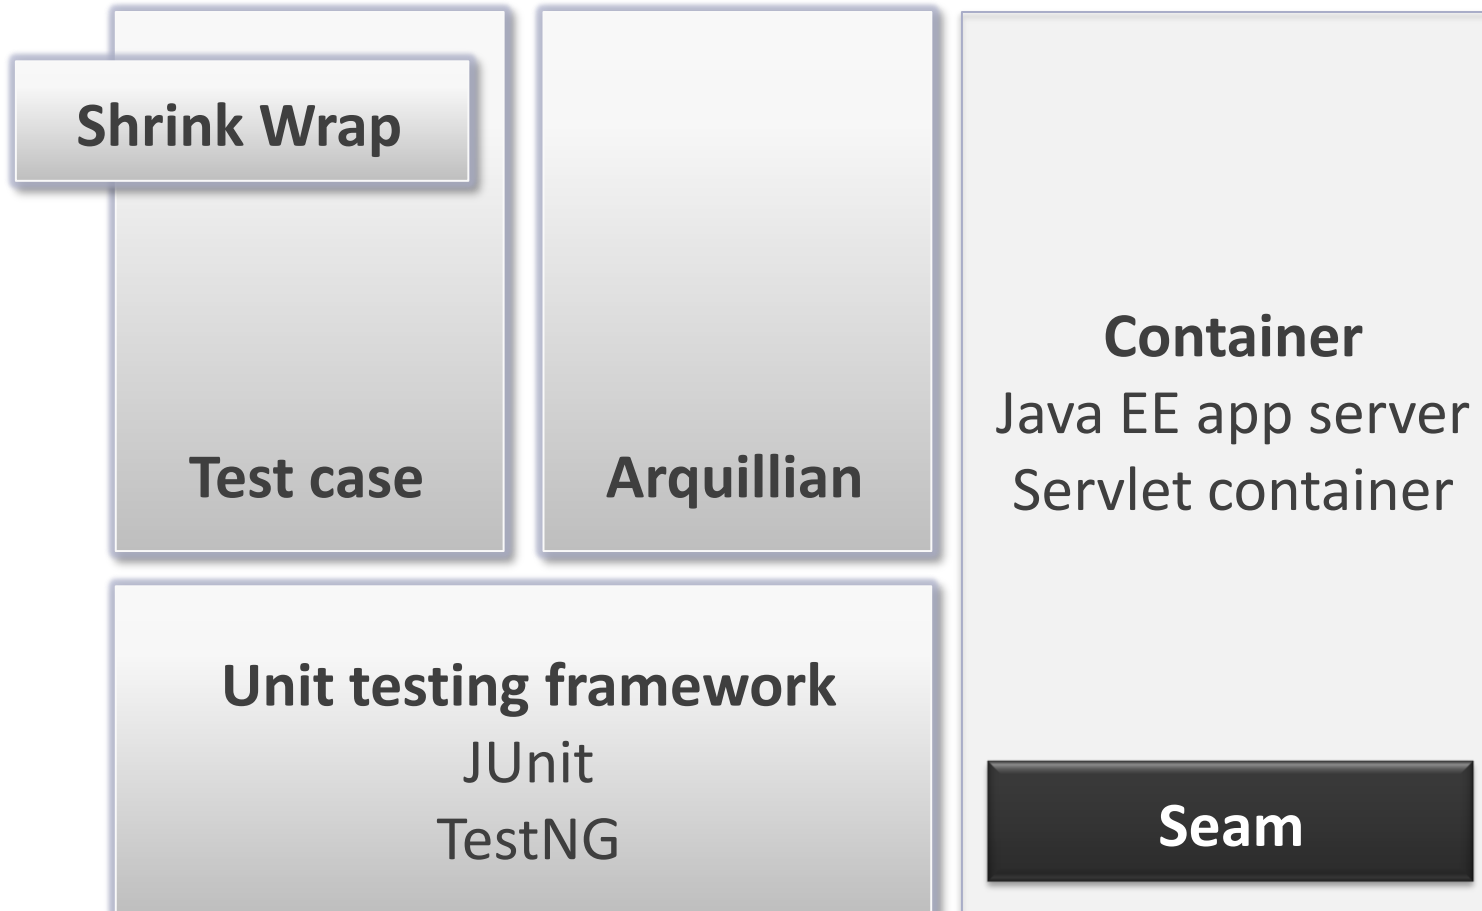 Shrink Wrap
Test case
Arquillian
Unit testing framework
JUnit
TestNG
Container
Java EE app server
Servlet container
Seam